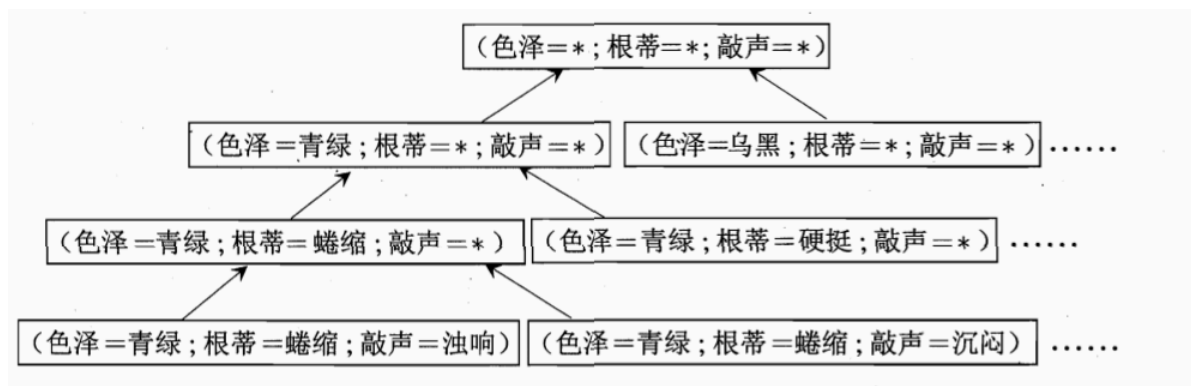 (色泽=*;根蒂=*;敲声=*)
(色泽=青绿;根蒂=*;敲声=*) (色泽=乌黑;根蒂=*;敲声=*) ······
(色泽=青绿;根蒂=蜷缩;敲声=*) (色泽=青绿;根蒂=硬挺;敲声=*) ······
(色泽=青绿;根蒂=蜷缩;敲声=浊响) (色泽=青绿;根蒂=蜷缩;敲声=沉闷) ······